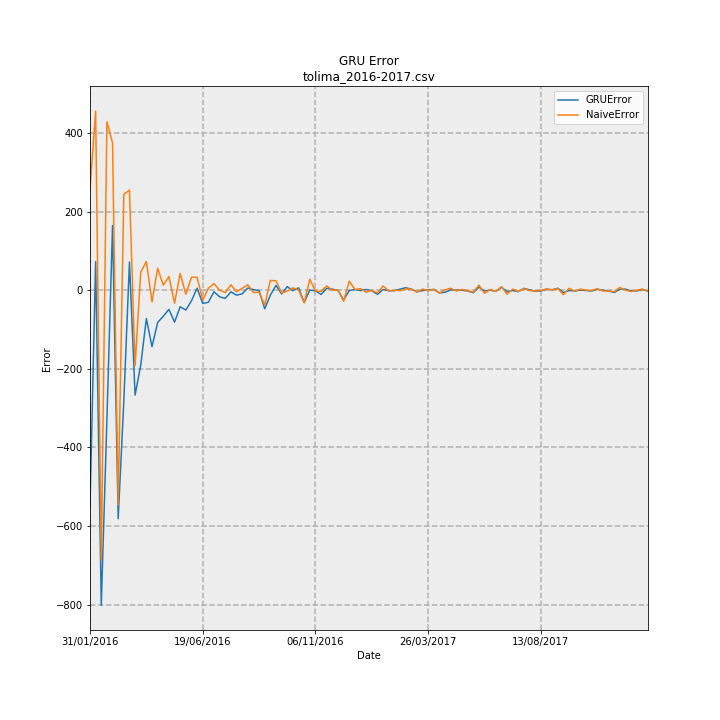 GRU Error
tolima_2016-2017.csv
GRUError
NaiveError
400
200
0
−200
−400
−600
−800
Error
31/01/2016 19/06/2016 06/11/2016 26/03/2017 13/08/2017
Date